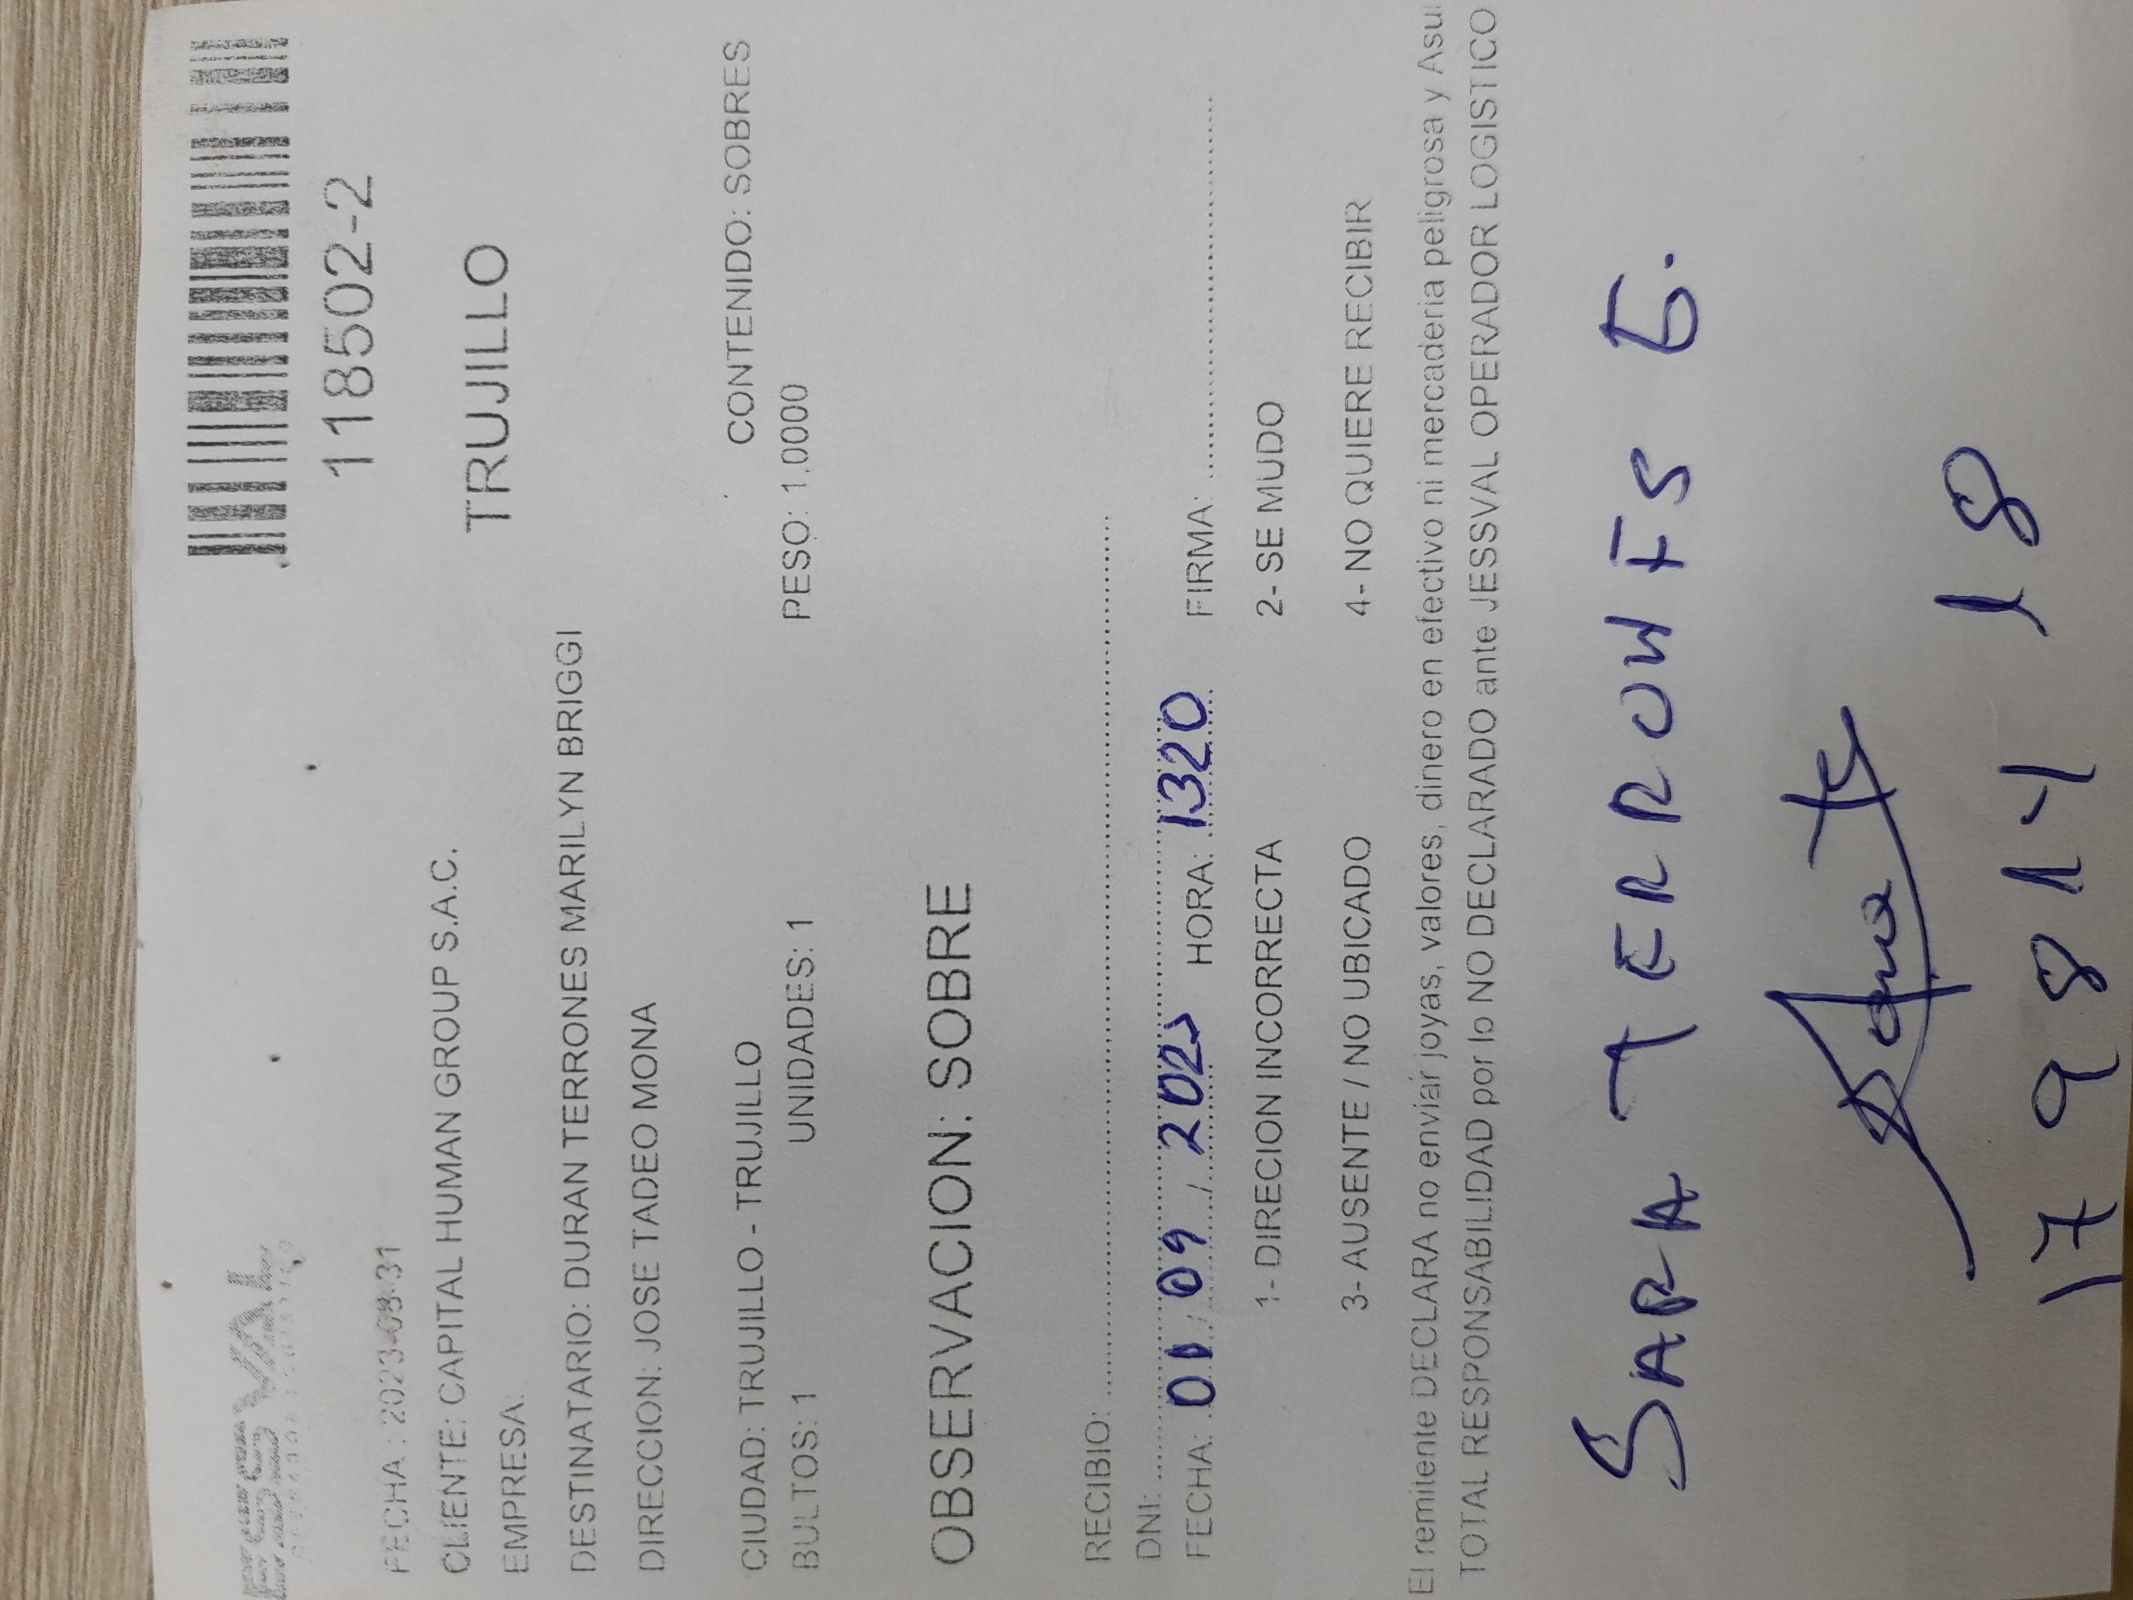 ESSVAL
OPERADOR LOGISTICO
118502-2
FECHA : 2023-08-31
CLIENTE: CAPITAL HUMAN GROUP S.A.C.
TRUJILLO
EMPRESA:
DESTINATARIO: DURAN TERRONES MARILYN BRIGGI
DIRECCION: JOSE TADEO MONA
CIUDAD: TRUJILLO - TRUJILLO CONTENIDO: SOBRES
BULTOS: 1 UNIDADES: 1 PESO: 1.0000
OBSERVACION: SOBRE
RECIBIO:
DNI:
FECHA: 01 / 09 / 2023 HORA: 1320 FIRMA:
1- DIRECION INCORRECTA 2- SE MUDO
3- AUSENTE / NO UBICADO 4- NO QUIERE RECIBIR
El remitente DECLARA no enviar joyas, valores, dinero en efectivo ni mercaderia peligrosa y Asu
TOTAL RESPONSABILIDAD por lo NO DECLARADO ante JESSVAL OPERADOR LOGISTICO
SARA TERRONES E.
17981418